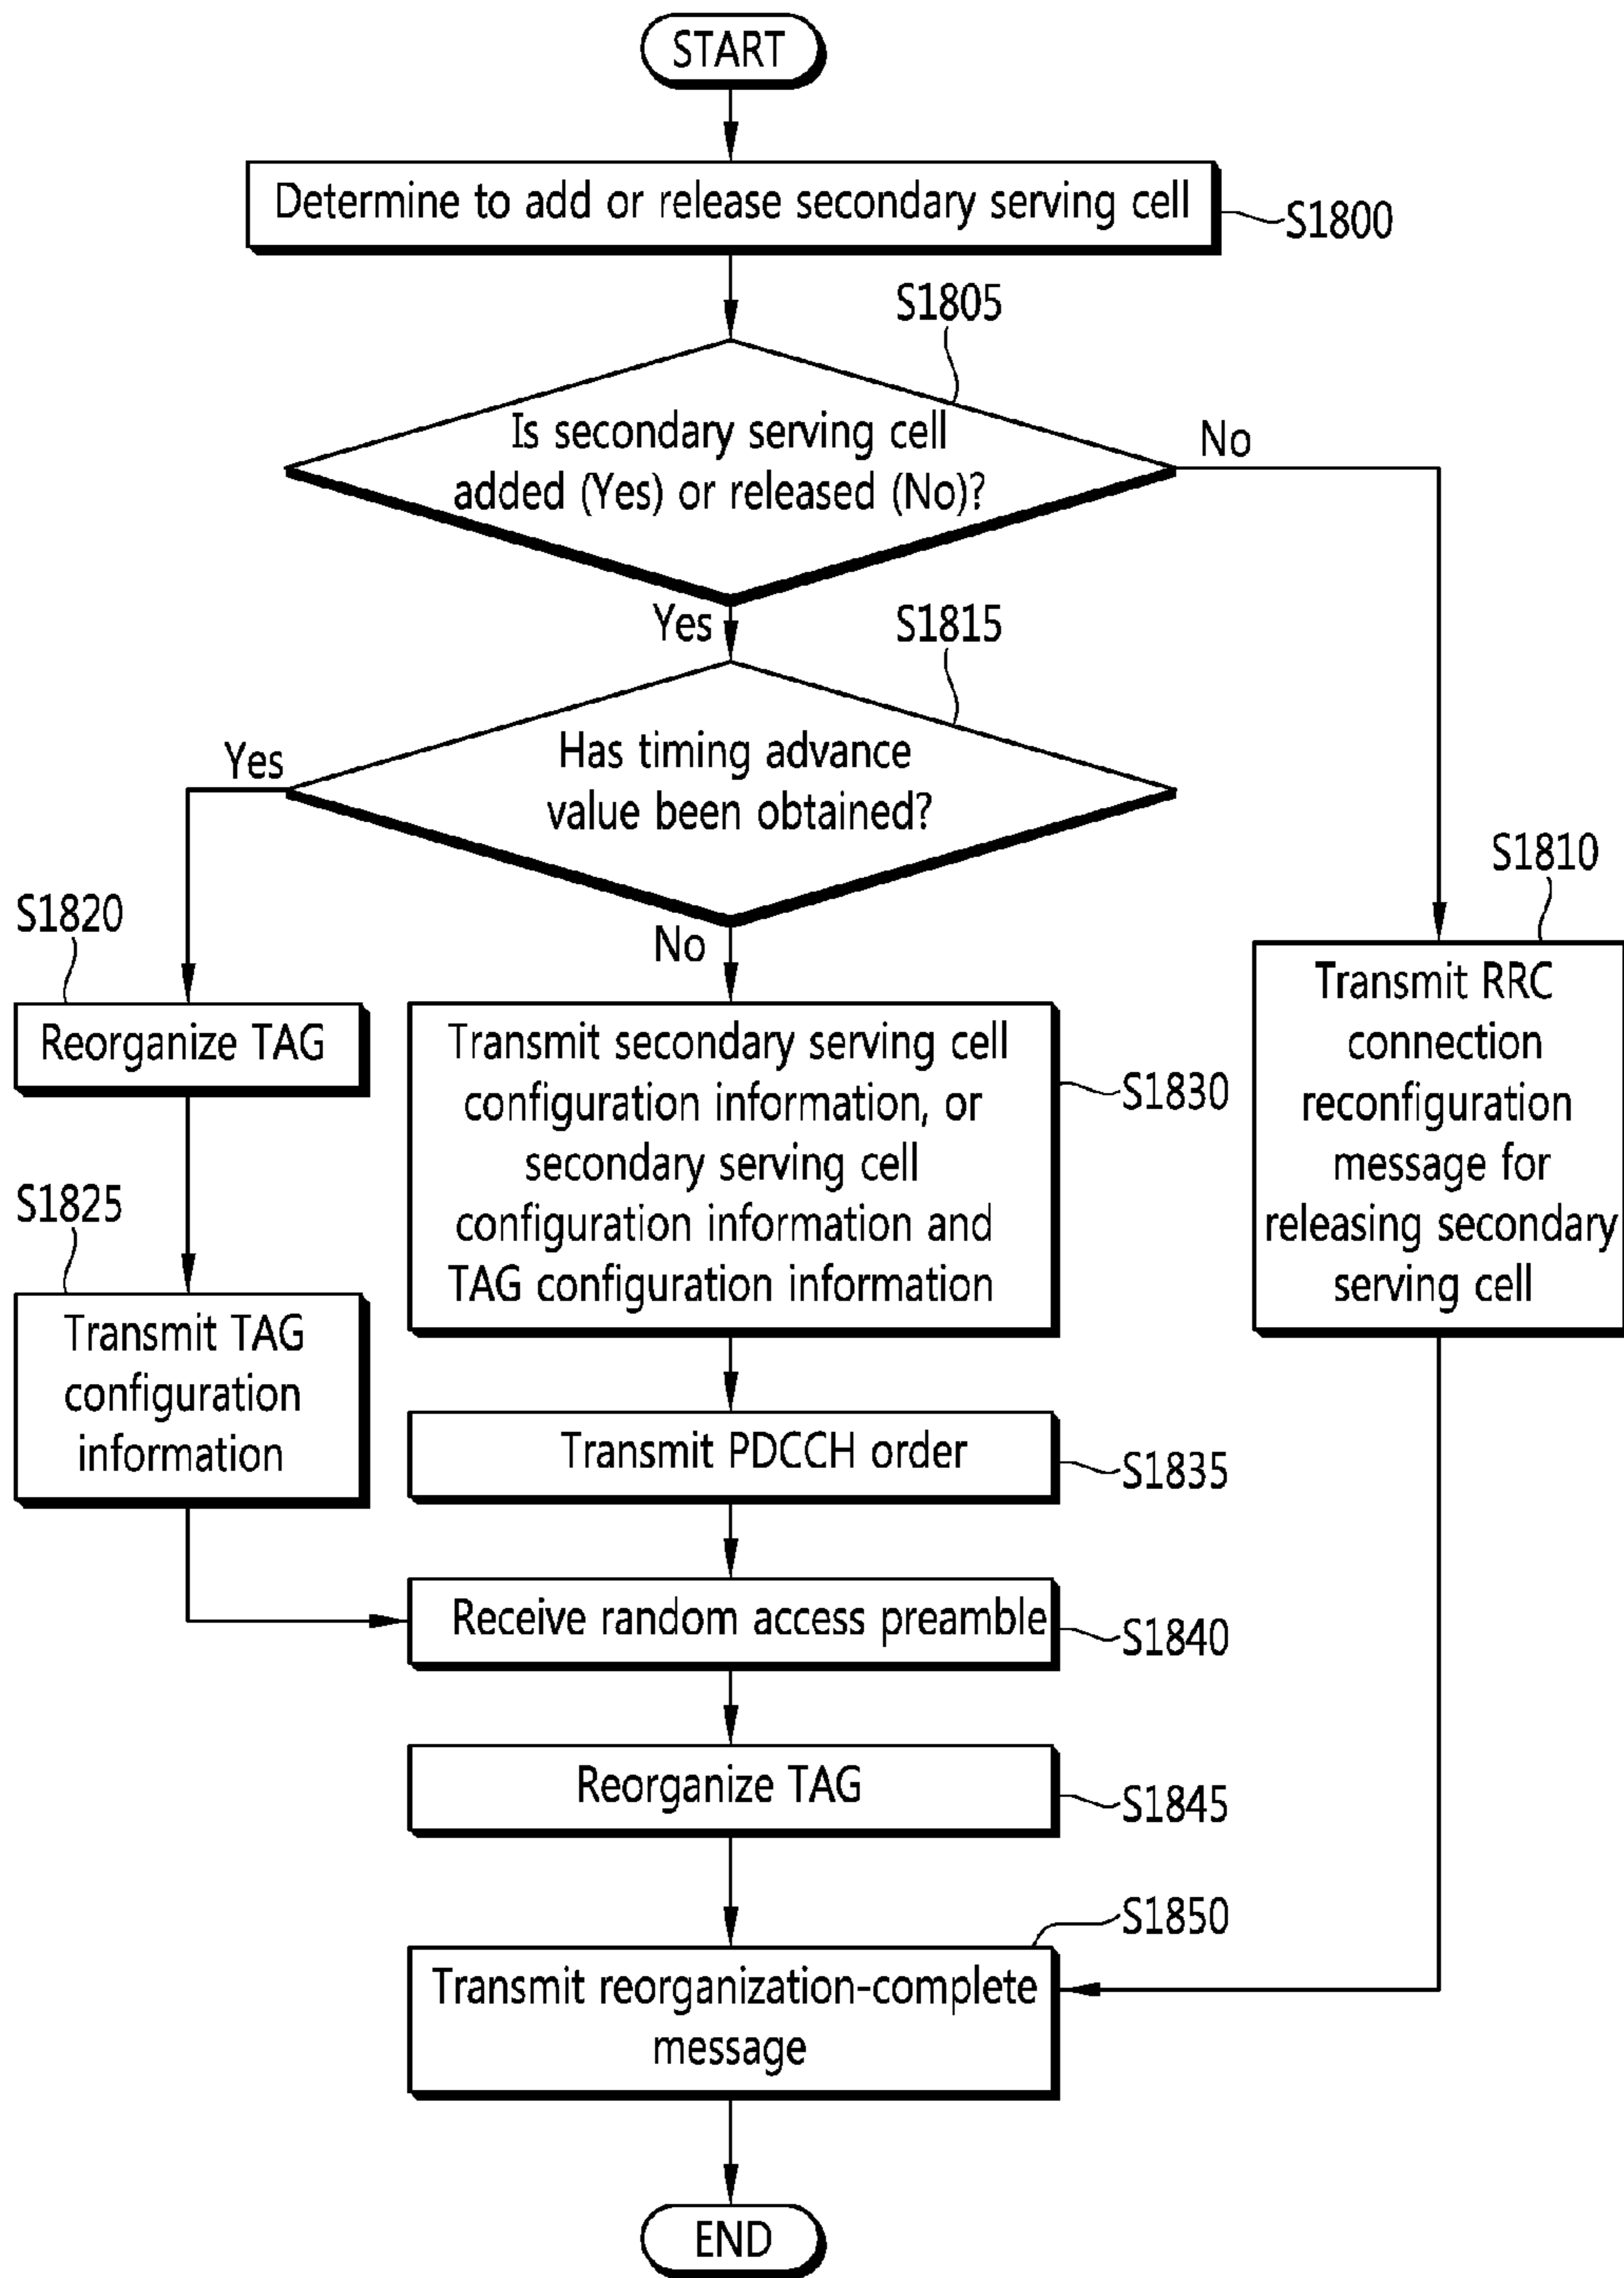 START
Determine to add or release secondary serving cell
S1800
S1805
Is secondary serving cell
added (Yes) or released (No)?
No
Yes
S1815
Has timing advance
value been obtained?
Yes
No
S1810
Transmit RRC
connection
reconfiguration
message for
releasing secondary
serving cell
S1820
Reorganize TAG
S1825
Transmit TAG
configuration
information
Transmit secondary serving cell
configuration information, or
secondary serving cell
configuration information and
TAG configuration information
S1830
Transmit PDCCH order
S1835
Receive random access preamble
S1840
Reorganize TAG
S1845
S1850
Transmit reorganization-complete
message
END